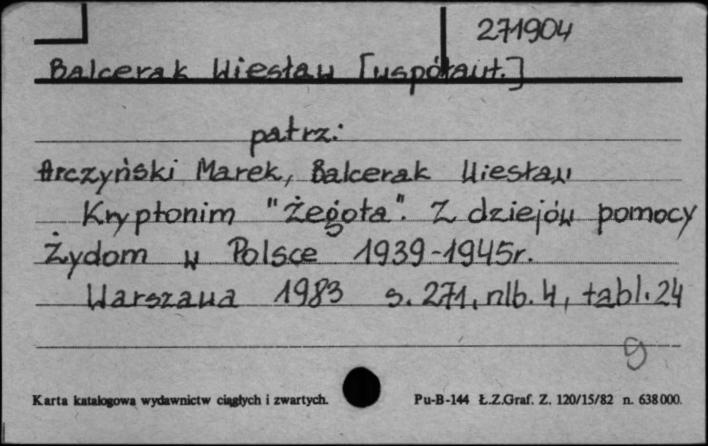 271904
Balcerak Wiesław [współaut.]
patrz:
Arczyński Marek, Balcerak Wiesław
Kryptonim "Żegota". Z dziejów pomocy
Żydom w Polsce 1939-1945r.
Warszawa 1983 s. 271, nlb. 4, tabl. 24
9
Karta katalogowa wydawnictw ciągłych i zwartych.
Pu-B-144 Ł.Z.Graf. Z. 120/15/82 n. 638000.